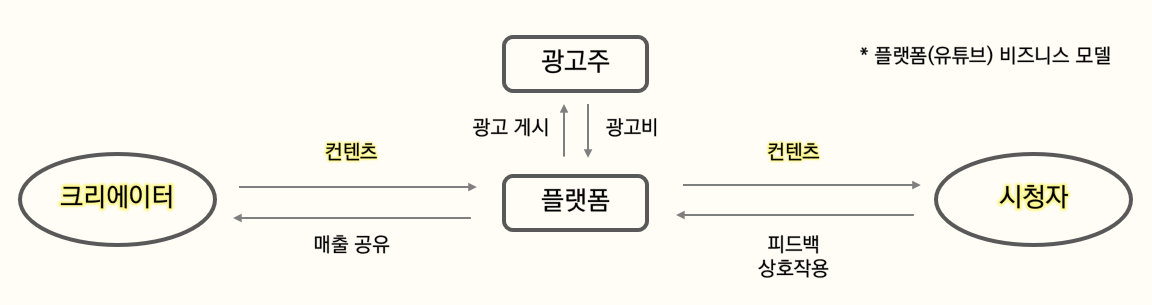 광고주
* 플랫폼(유튜브) 비즈니스 모델
광고 게시
광고비
컨텐츠
컨텐츠
크리에이터
플랫폼
시청자
매출 공유
피드백
상호작용